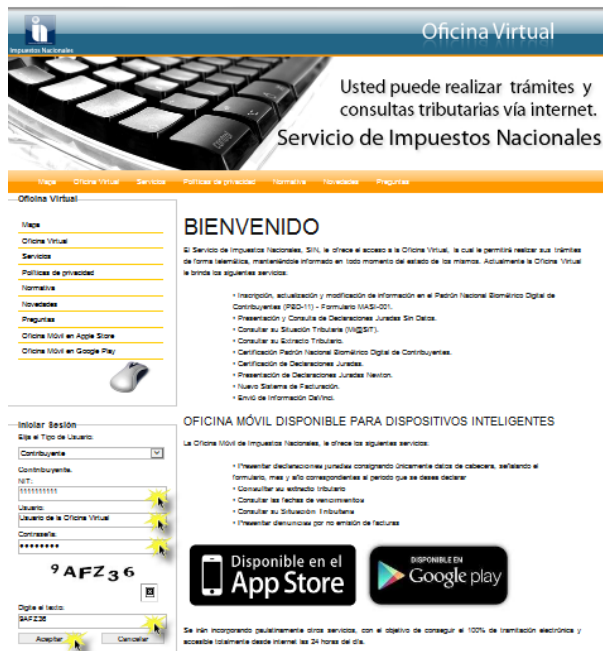 Impuestos Nacionales
Oficina Virtual
Usted puede realizar trámites y
consultas tributarias vía internet.
Servicio de Impuestos Nacionales
Mapa Oficina Virtual Servicios Políticas de privacidad Normativa Novedades Preguntas
Oficina Virtual
Mapa
Oficina Virtual
Servicios
Políticas de privacidad
Normativa
Novedades
Preguntas
Oficina Móvil en Apple Store
Oficina Móvil en Google Play
BIENVENIDO
El Servicio de Impuestos Nacionales, SIN, le ofrece el acceso a la Oficina Virtual, la cual le permitirá realizar sus trámites
de forma telemática, manteniéndole informado en todo momento del estado de los mismos. Actualmente la Oficina Virtual
le brinda los siguientes servicios:
• Inscripción, actualización y modificación de información en el Padrón Nacional Biométrico Digital de
Contribuyentes (PBD-11) - Formulario MASI-001.
• Presentación y Consulta de Declaraciones Juradas Sin Datos.
• Consultar su Situación Tributaria (Mi@SIT).
• Consultar su Extracto Tributario.
• Certificación Padrón Nacional Biométrico Digital de Contribuyentes.
• Certificación de Declaraciones Juradas.
• Presentación de Declaraciones Juradas Newton.
• Nuevo Sistema de Facturación.
• Envió de Información DaVinci.
Iniciar Sesión
Elija el Tipo de Usuario:
Contribuyente
Contribuyente.
NIT:
1111111111
Usuario:
Usuario de la Oficina Virtual
Contraseña:
••••••••
9AFZ36
Digite el texto:
9AFZ36
Aceptar Cancelar
OFICINA MÓVIL DISPONIBLE PARA DISPOSITIVOS INTELIGENTES
La Oficina Móvil de Impuestos Nacionales, le ofrece los siguientes servicios:
• Presentar declaraciones juradas consignando únicamente datos de cabecera, señalando el
formulario, mes y año correspondientes al periodo que se desea declarar
• Consultar su extracto tributario
• Consultar las fechas de vencimientos
• Consultar su Situación Tributaria
• Presentar denuncias por no emisión de facturas
Disponible en el
App Store
DISPONIBLE EN
Google play
Se irán incorporando paulatinamente otros servicios, con el objetivo de conseguir el 100% de tramitación electrónica y
accesible totalmente desde internet las 24 horas del día.